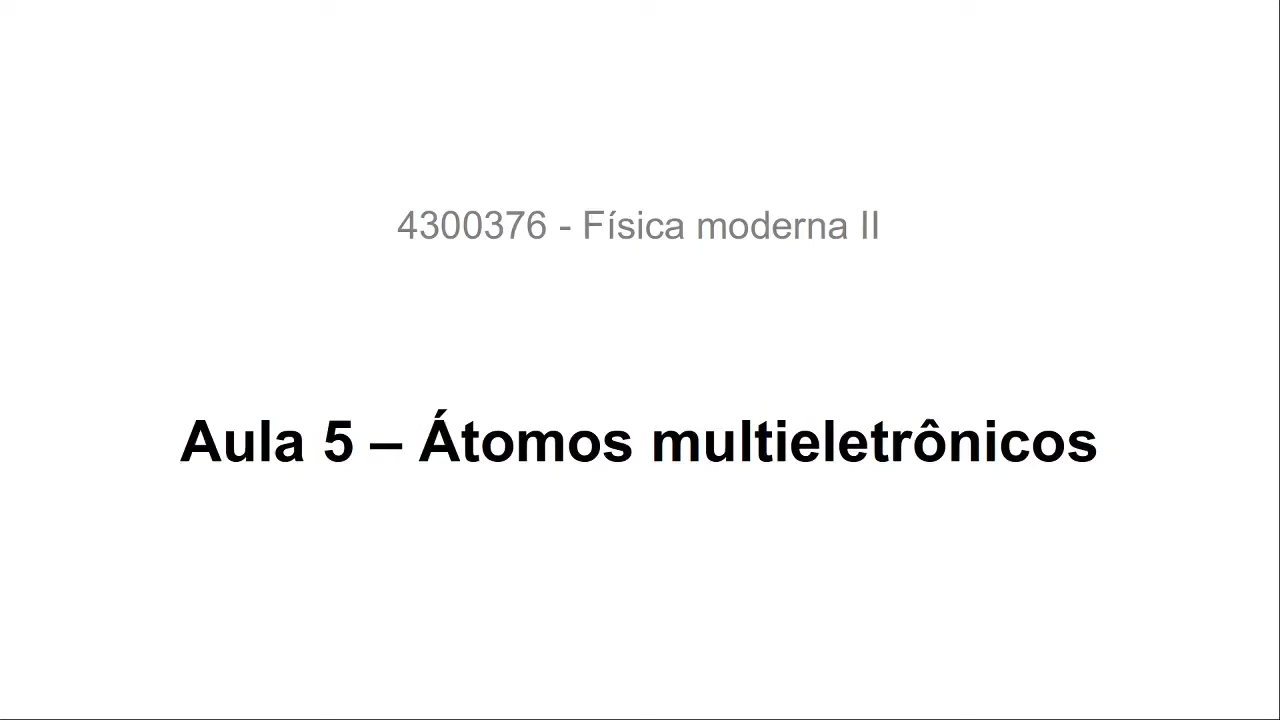 4300376 - Física moderna II
Aula 5 – Átomos multieletrônicos